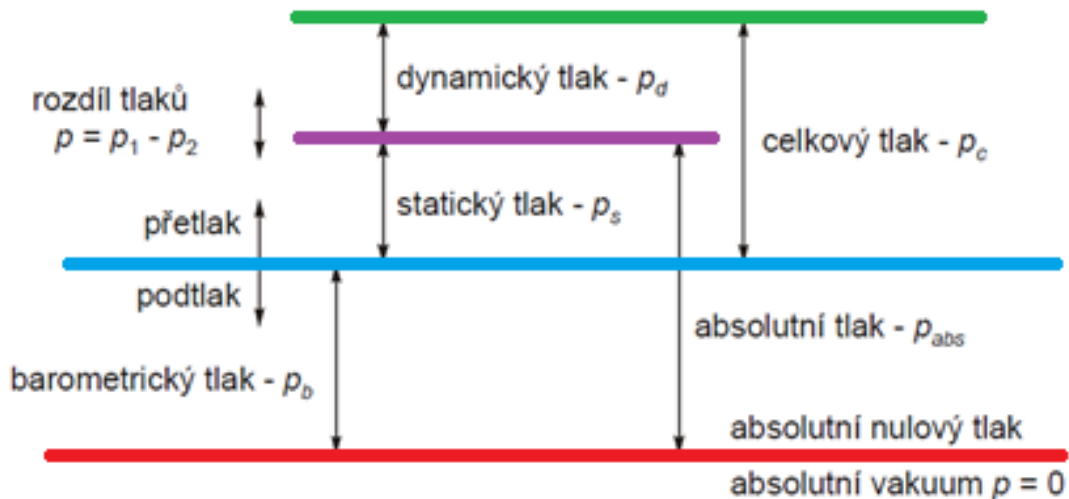 dynamický tlak - p_d
rozdíl tlaků
p = p_1 - p_2
celkový tlak - p_c
statický tlak - p_s
přetlak
podtlak
absolutní tlak - p_abs
barometrický tlak - p_b
absolutní nulový tlak
absolutní vakuum p = 0